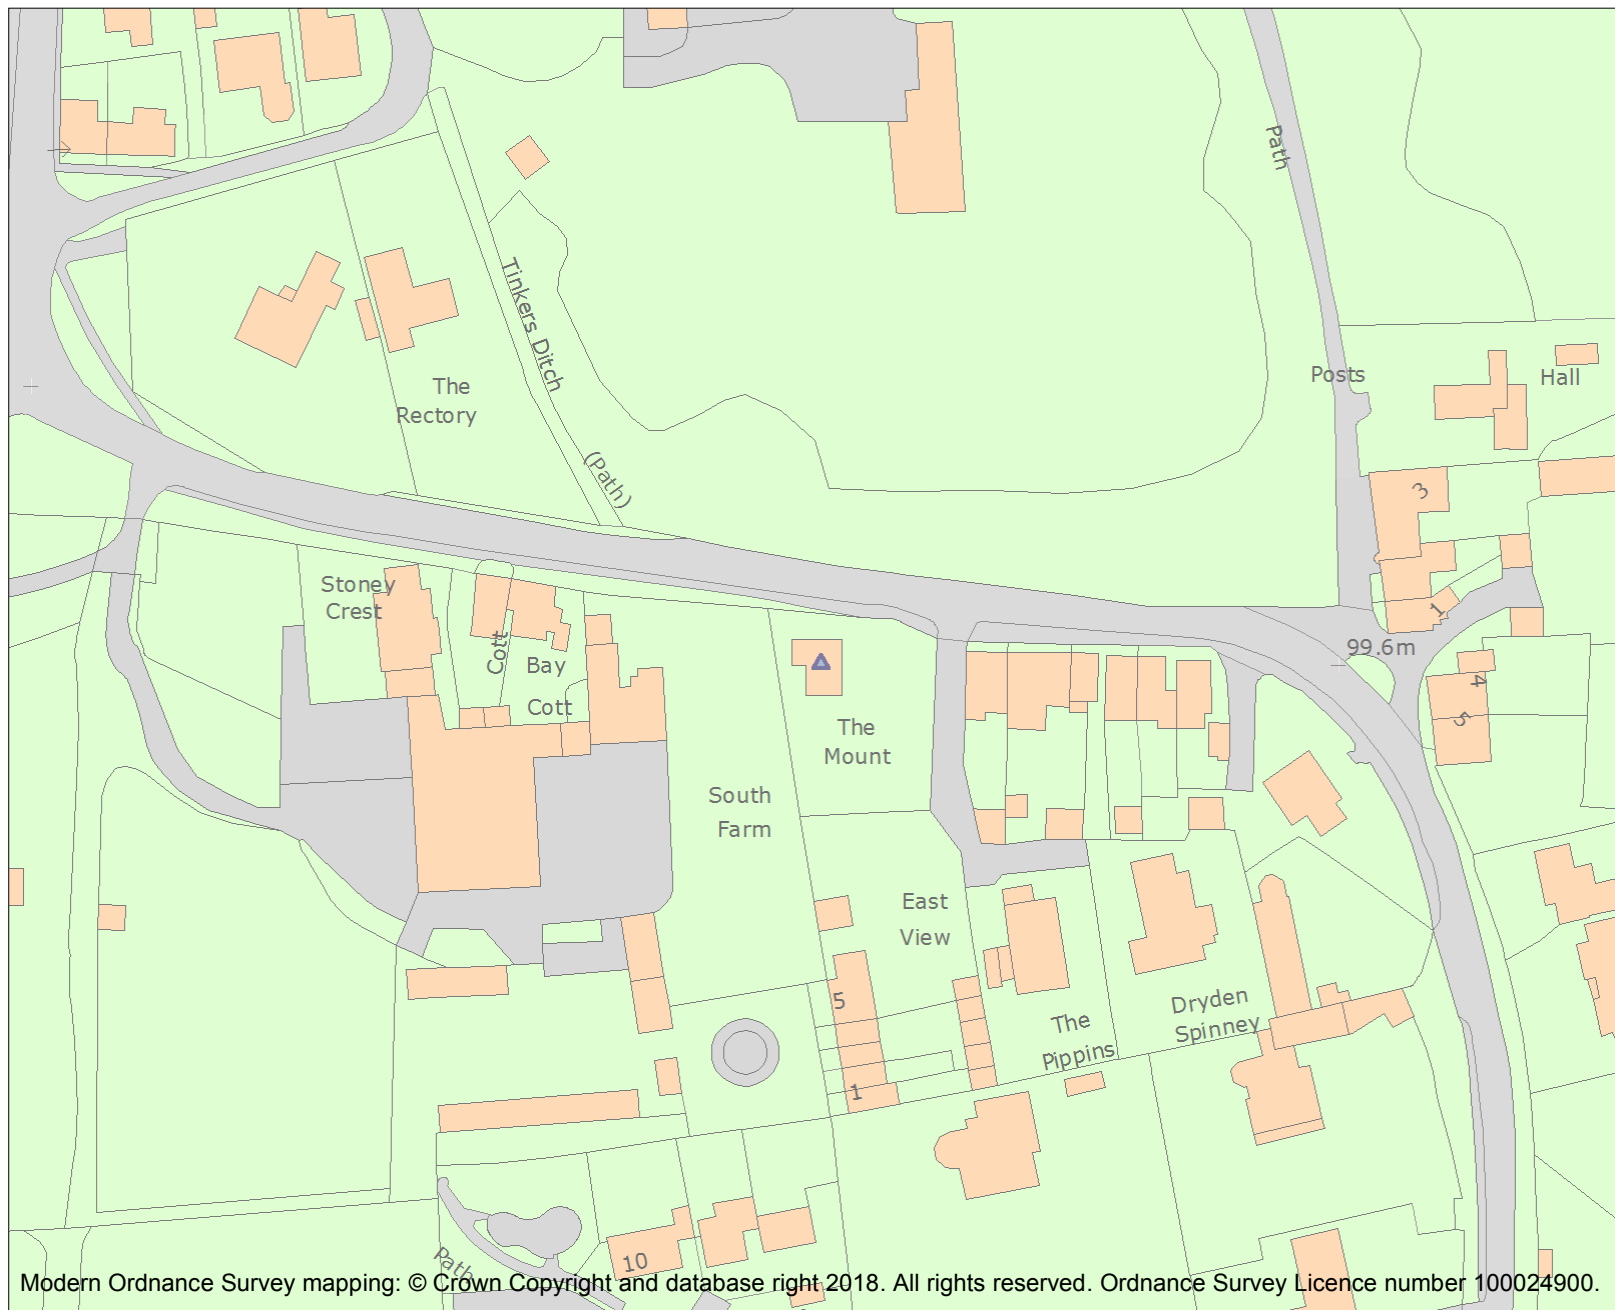 Path
Tinkers Ditch
(Path)
The
Rectory
Posts
Hall
3
1
99.6m
4
5
Stoney
Crest
Cott
Bay
Cott
The
Mount
South
Farm
East
View
5
1
The
Pippins
Dryden
Spinney
10
Path
Modern Ordnance Survey mapping: © Crown Copyright and database right 2018. All rights reserved. Ordnance Survey Licence number 100024900.